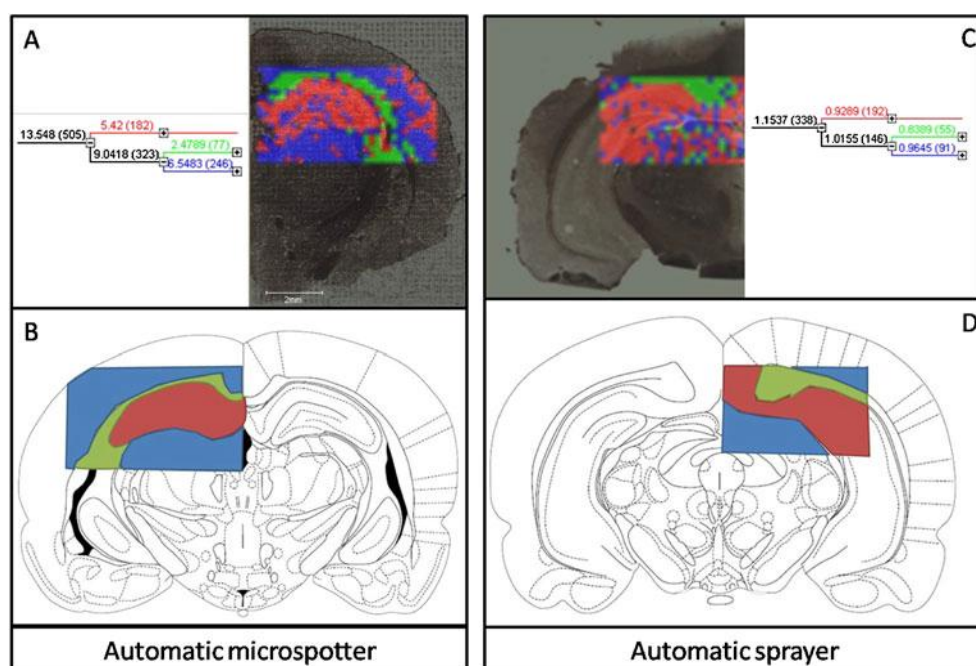 A
5.42 (182)
13.548 (505)
2.4789 (77)
9.0418 (323)
6.5483 (246)
2mm
C
0.9289 (192)
1.1537 (338)
0.8389 (55)
1.0155 (146)
0.9645 (91)
B
D
Automatic microspotter
Automatic sprayer